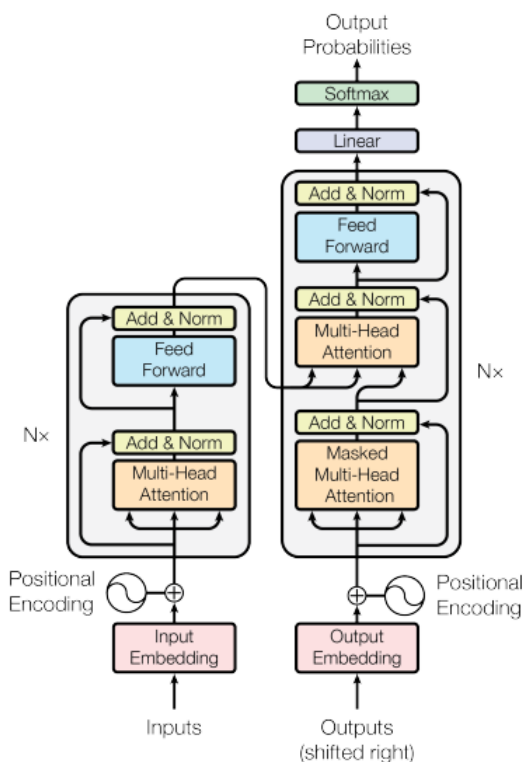 Output
Probabilities
Softmax
Linear
Add & Norm
Feed
Forward
Add & Norm
Multi-Head
Attention
Nx
Add & Norm
Masked
Multi-Head
Attention
Add & Norm
Feed
Forward
Nx
Add & Norm
Multi-Head
Attention
Positional
Encoding
Positional
Encoding
Input
Embedding
Output
Embedding
Inputs
Outputs
(shifted right)